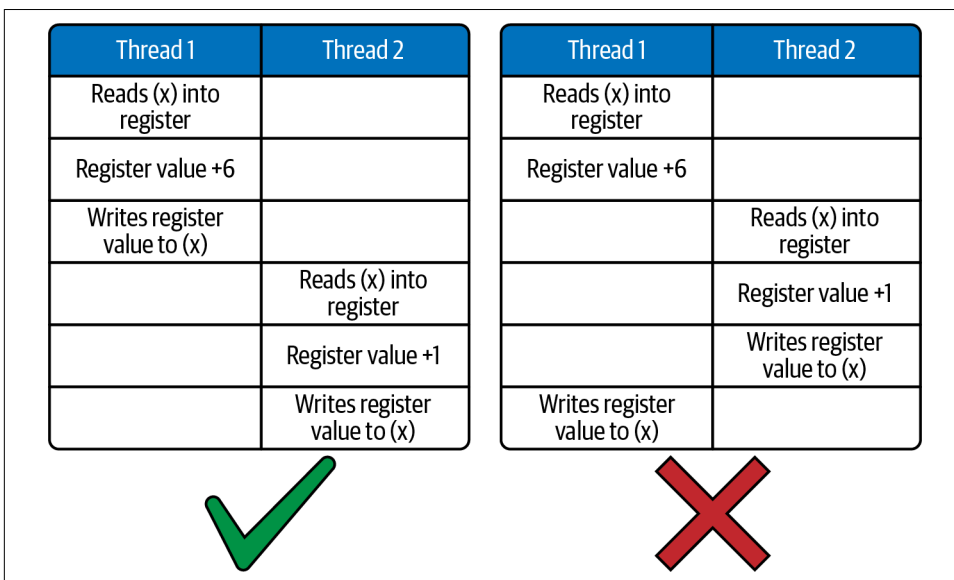 Thread 1 Thread 2
Reads (x) into
register
Register value +6
Writes register
value to (x)
Reads (x) into
register
Register value +1
Writes register
value to (x)
Thread 1 Thread 2
Reads (x) into
register
Register value +6
Reads (x) into
register
Register value +1
Writes register
value to (x)
Writes register
value to (x)